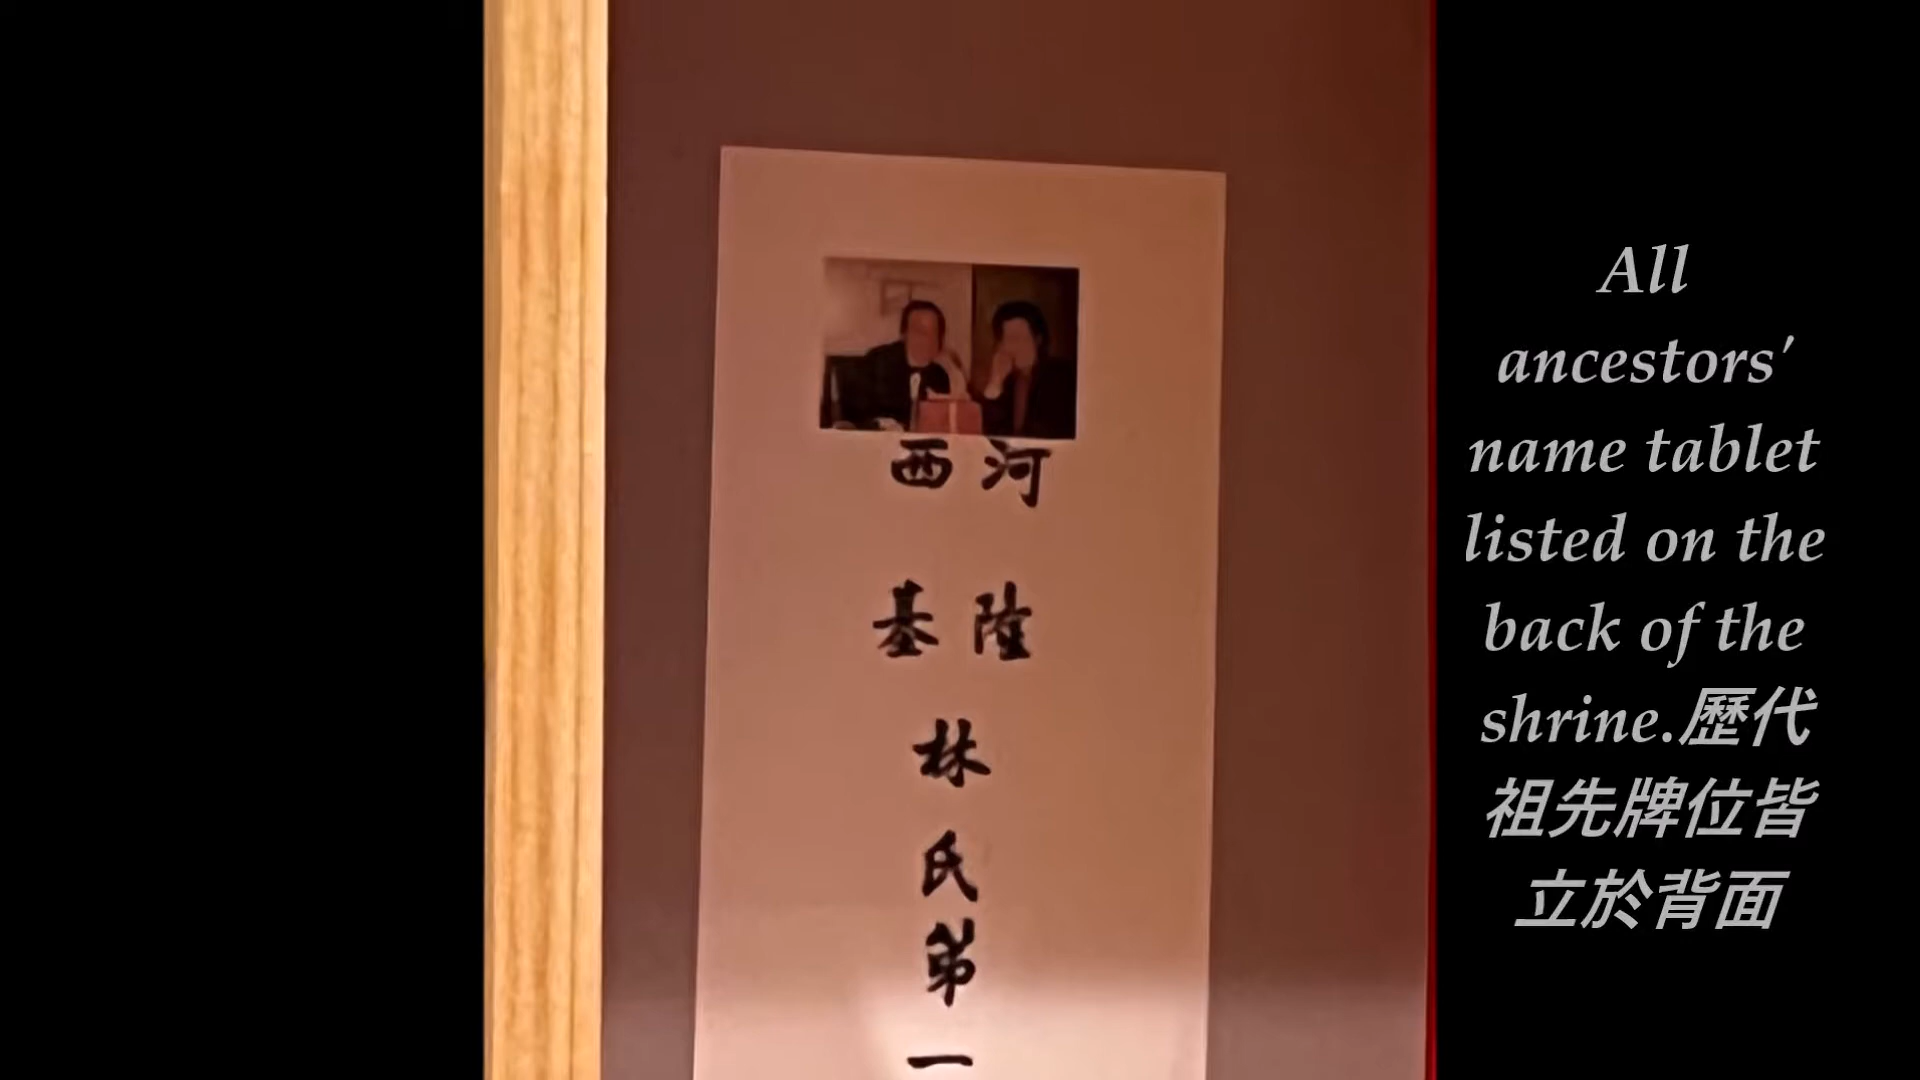 西河
基隆
林氏第一
All
ancestors'
name tablet
listed on the
back of the
shrine.歷代
祖先牌位皆
立於背面